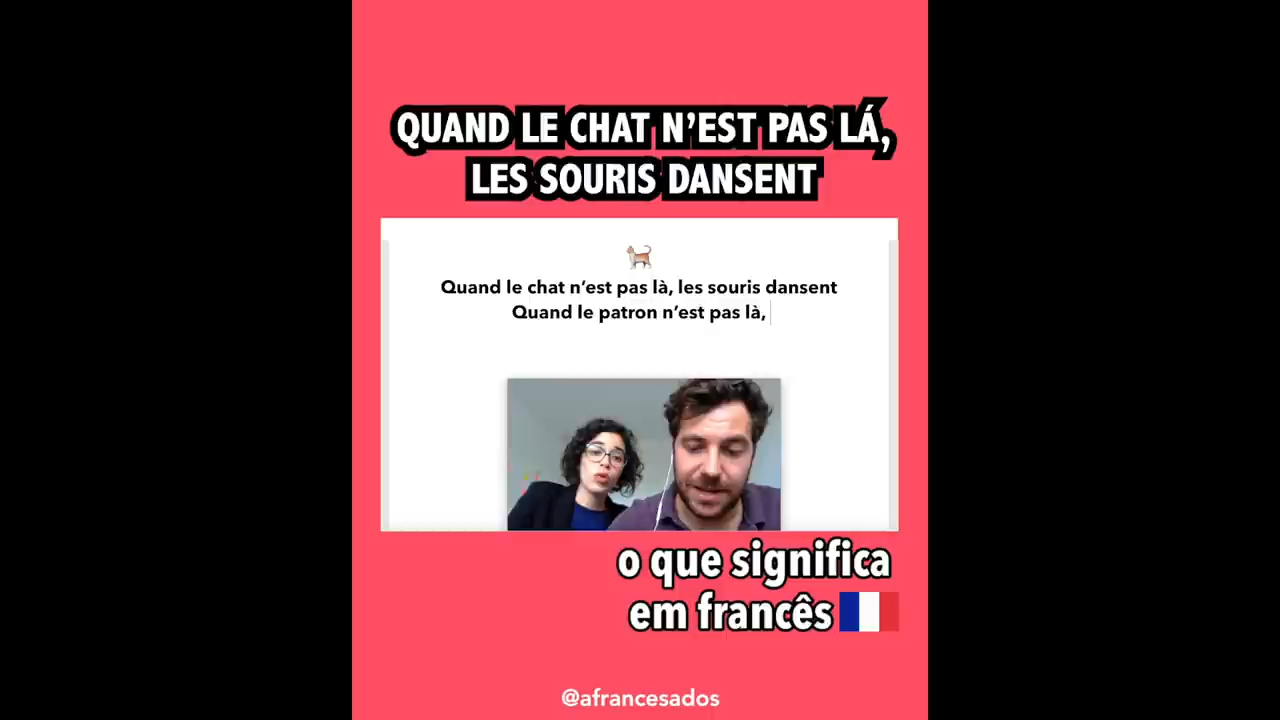 QUAND LE CHAT N’EST PAS LÁ,
LES SOURIS DANSENT
Quand le chat n’est pas là, les souris dansent
Quand le patron n’est pas là,
o que significa
em francês
@afrancesados